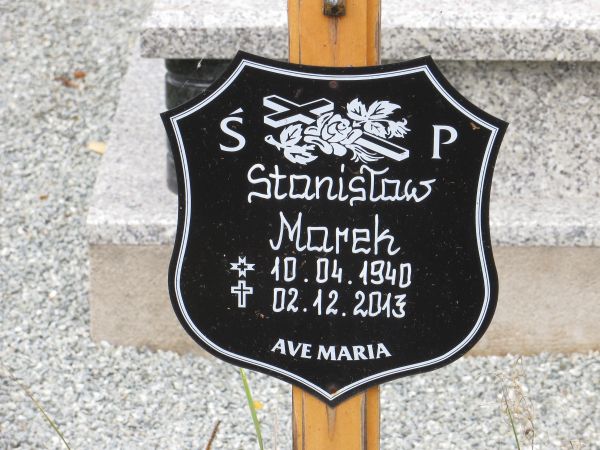 Ś P
Stanisław
Marek
10.04.1940
02.12.2013
AVE MARIA